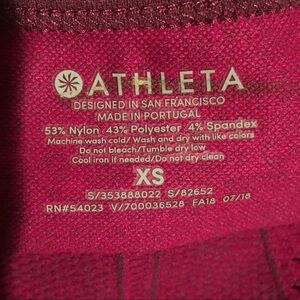 ATHLETA
DESIGNED IN SAN FRANCISCO
MADE IN PORTUGAL
53% Nylon 43% Polyester 4% Spandex
Machine wash cold/ Wash and dry with like colors
Do not bleach/Tumble dry low
Cool iron if needed/Do not dry clean
XS
S/353888022 S/82652
RN#54023 V/700036528 FA18 07/18